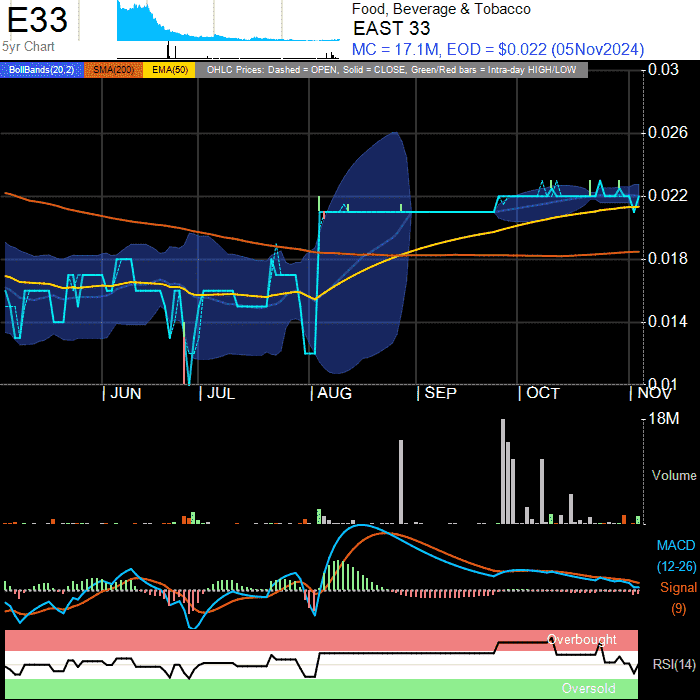 E33
5yr Chart
Food, Beverage & Tobacco
EAST 33
MC = 17.1M, EOD = $0.022 (05Nov2024)
BollBands(20,2) SMA(200) EMA(50) OHLC Prices: Dashed = OPEN, Solid = CLOSE, Green/Red bars = Intra-day HIGH/LOW
0.03
0.026
0.022
0.018
0.014
0.01
JUN JUL AUG SEP OCT NOV
18M
Volume
MACD
(12-26)
Signal
(9)
Overbought
RSI(14)
Oversold